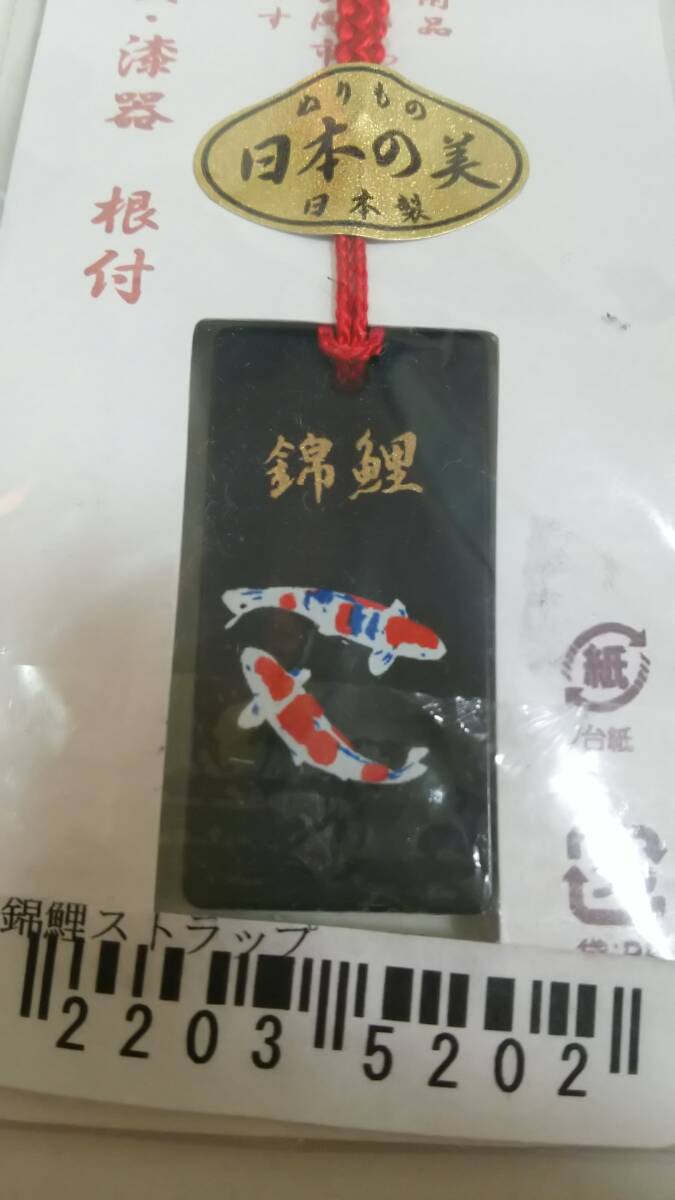 漆器 根付
ぬりもの
日本の美
日本製
錦鯉
紙
台紙
錦鯉ストラップ
2203 5202